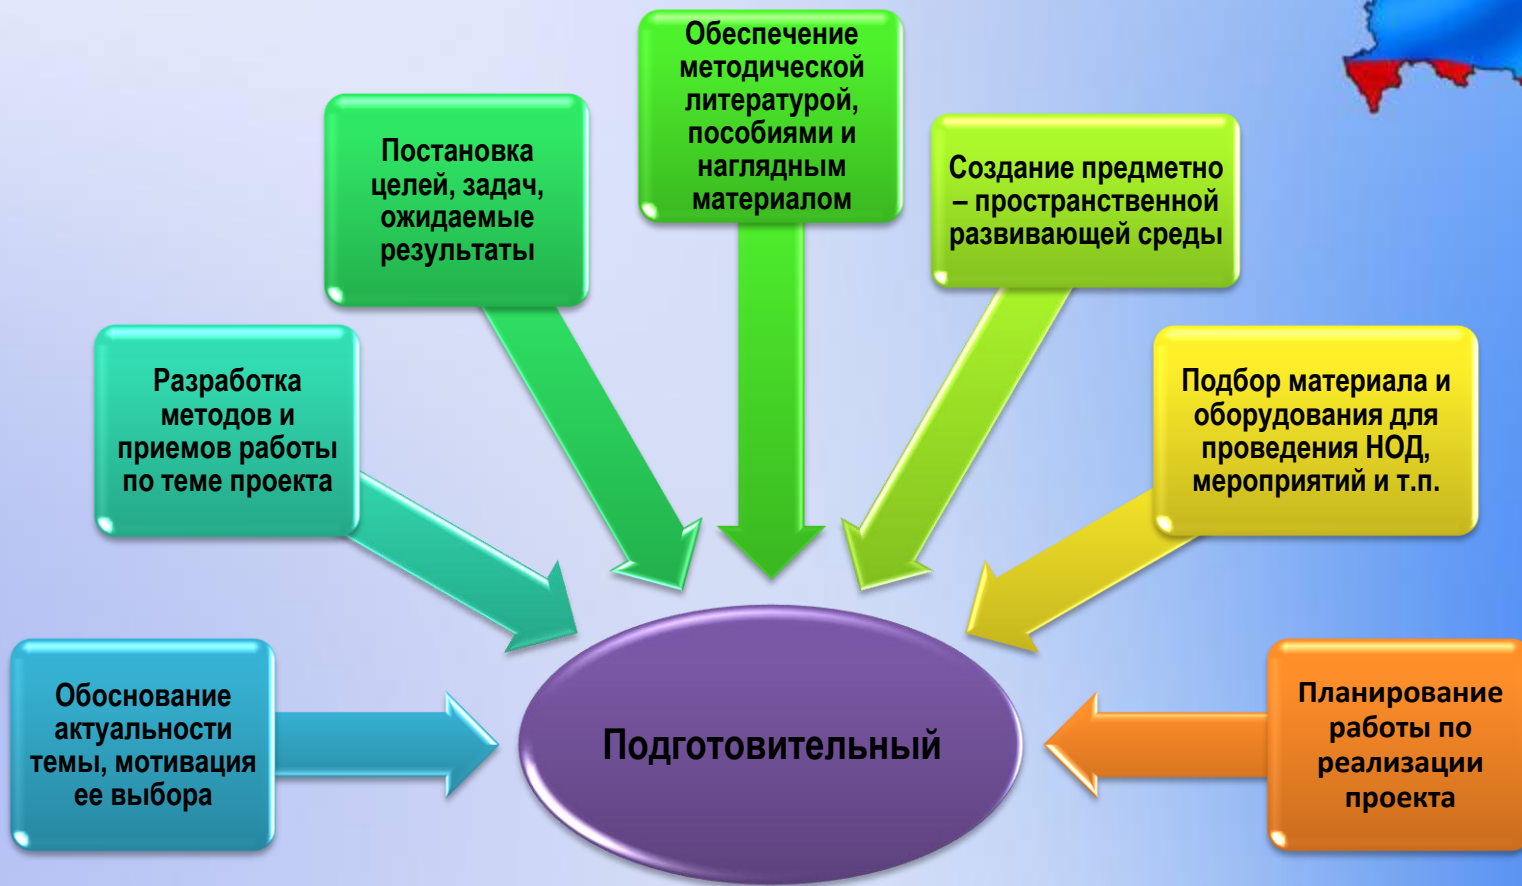 Обеспечение
методической
литературой,
пособиями и
наглядным
материалом
Постановка
целей, задач,
ожидаемые
результаты
Создание предметно
– пространственной
развивающей среды
Разработка
методов и
приемов работы
по теме проекта
Подбор материала и
оборудования для
проведения НОД,
мероприятий и т.п.
Обоснование
актуальности
темы, мотивация
ее выбора
Подготовительный
Планирование
работы по
реализации
проекта